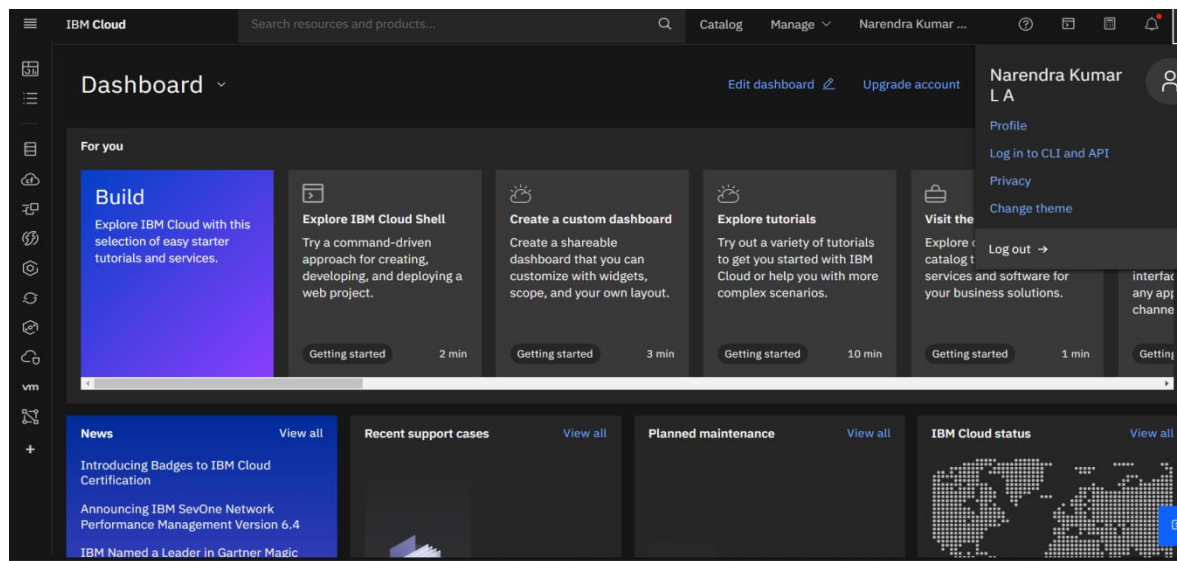 IBM Cloud
Search resources and products...
Catalog
Manage
Narendra Kumar ...
Dashboard
Edit dashboard
Upgrade account
Narendra Kumar
L A
Profile
Log in to CLI and API
Privacy
Change theme
Log out →
For you
Build
Explore IBM Cloud with this
selection of easy starter
tutorials and services.
Explore IBM Cloud Shell
Try a command-driven
approach for creating,
developing, and deploying a
web project.
Getting started
2 min
Create a custom dashboard
Create a shareable
dashboard that you can
customize with widgets,
scope, and your own layout.
Getting started
3 min
Explore tutorials
Try out a variety of tutorials
to get you started with IBM
Cloud or help you with more
complex scenarios.
Getting started
10 min
Visit the
Explore
catalog
services and software for
your business solutions.
Getting started
1 min
any
vm
News
View all
Introducing Badges to IBM Cloud
Certification
Announcing IBM SevOne Network
Performance Management Version 6.4
IBM Named a Leader in Gartner Magic
Recent support cases
View all
Planned maintenance
View all
IBM Cloud status
View all